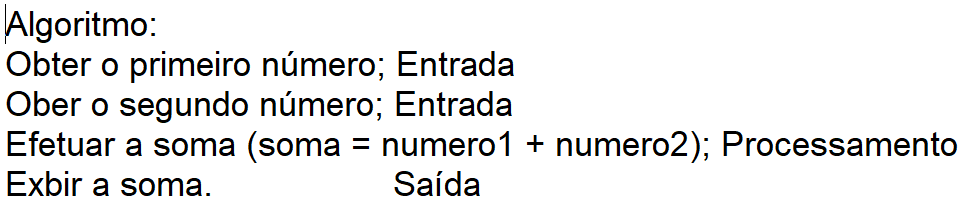 Algoritmo:
Obter o primeiro número; Entrada
Ober o segundo número; Entrada
Efetuar a soma (soma = numero1 + numero2); Processamento
Exbir a soma. Saída